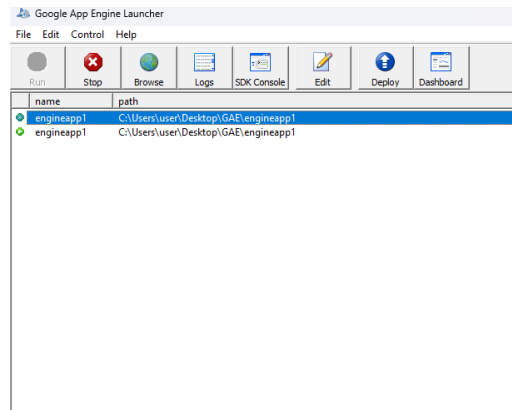 Google App Engine Launcher
File Edit Control Help
Run Stop Browse Logs SDK Console Edit Deploy Dashboard
name path
engineapp1 C:\Users\user\Desktop\GAE\engineapp1
engineapp1 C:\Users\user\Desktop\GAE\engineapp1